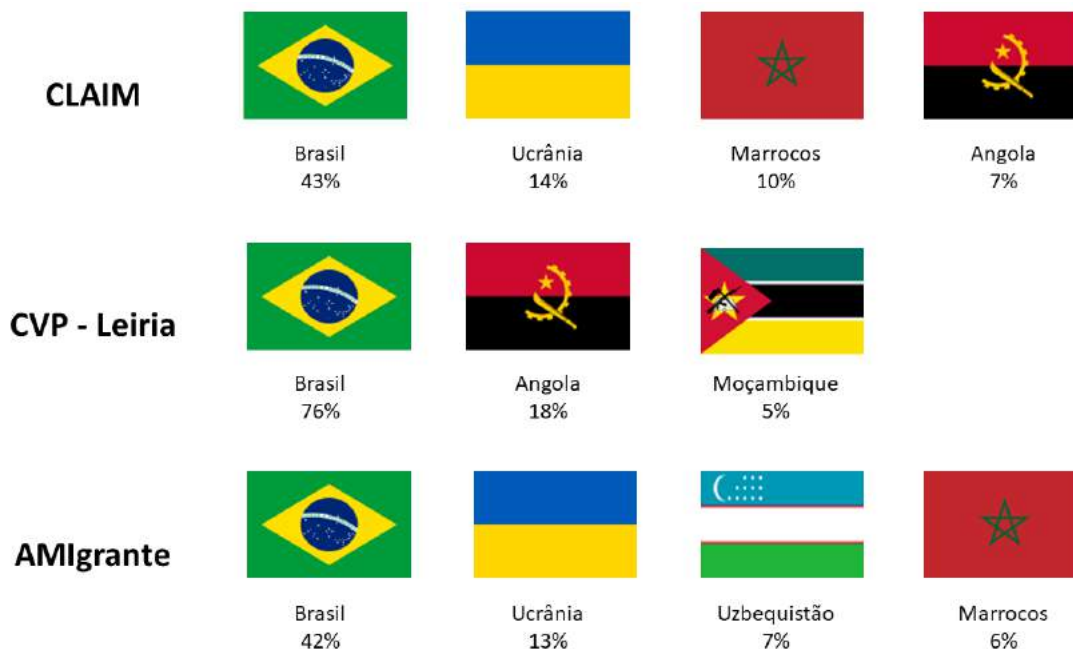 CLAIM
Brasil
43%
Ucrânia
14%
Marrocos
10%
Angola
7%
CVP - Leiria
Brasil
76%
Angola
18%
Moçambique
5%
AMIgrante
Brasil
42%
Ucrânia
13%
Uzbequistão
7%
Marrocos
6%